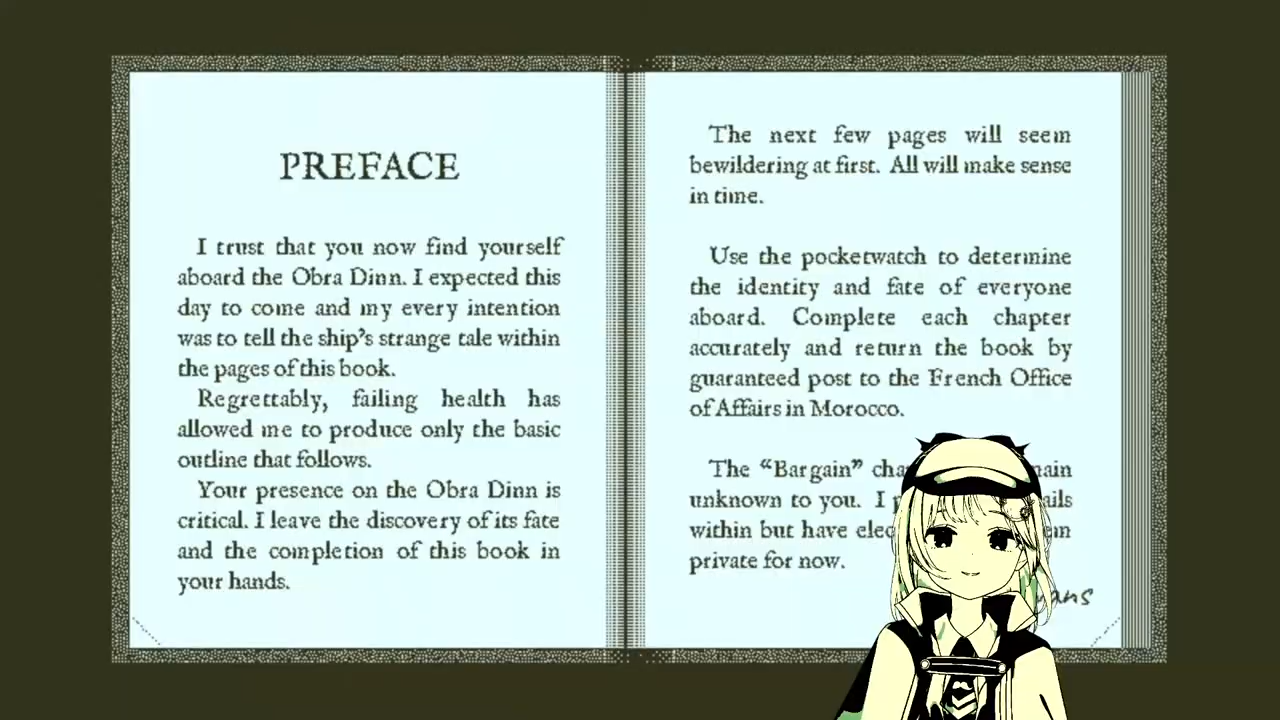 PREFACE
I trust that you now find yourself
aboard the Obra Dinn. I expected this
day to come and my every intention
was to tell the ship's strange tale within
the pages of this book.
Regrettably, failing health has
allowed me to produce only the basic
outline that follows.
Your presence on the Obra Dinn is
critical. I leave the discovery of its fate
and the completion of this book in
your hands.
The next few pages will seem
bewildering at first. All will make sense
in time.
Use the pocketwatch to determine
the identity and fate of everyone
aboard. Complete each chapter
accurately and return the book by
guaranteed post to the French Office
of Affairs in Morocco.
The "Bargain"
unknown to you. I
within but have
private for now.